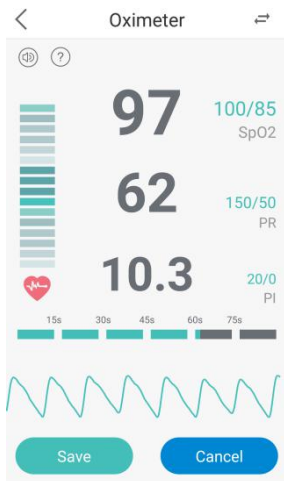 Oximeter
?
97
100/85
SpO2
62
150/50
PR
10.3
20/0
PI
15s 30s 45s 60s 75s
Save Cancel